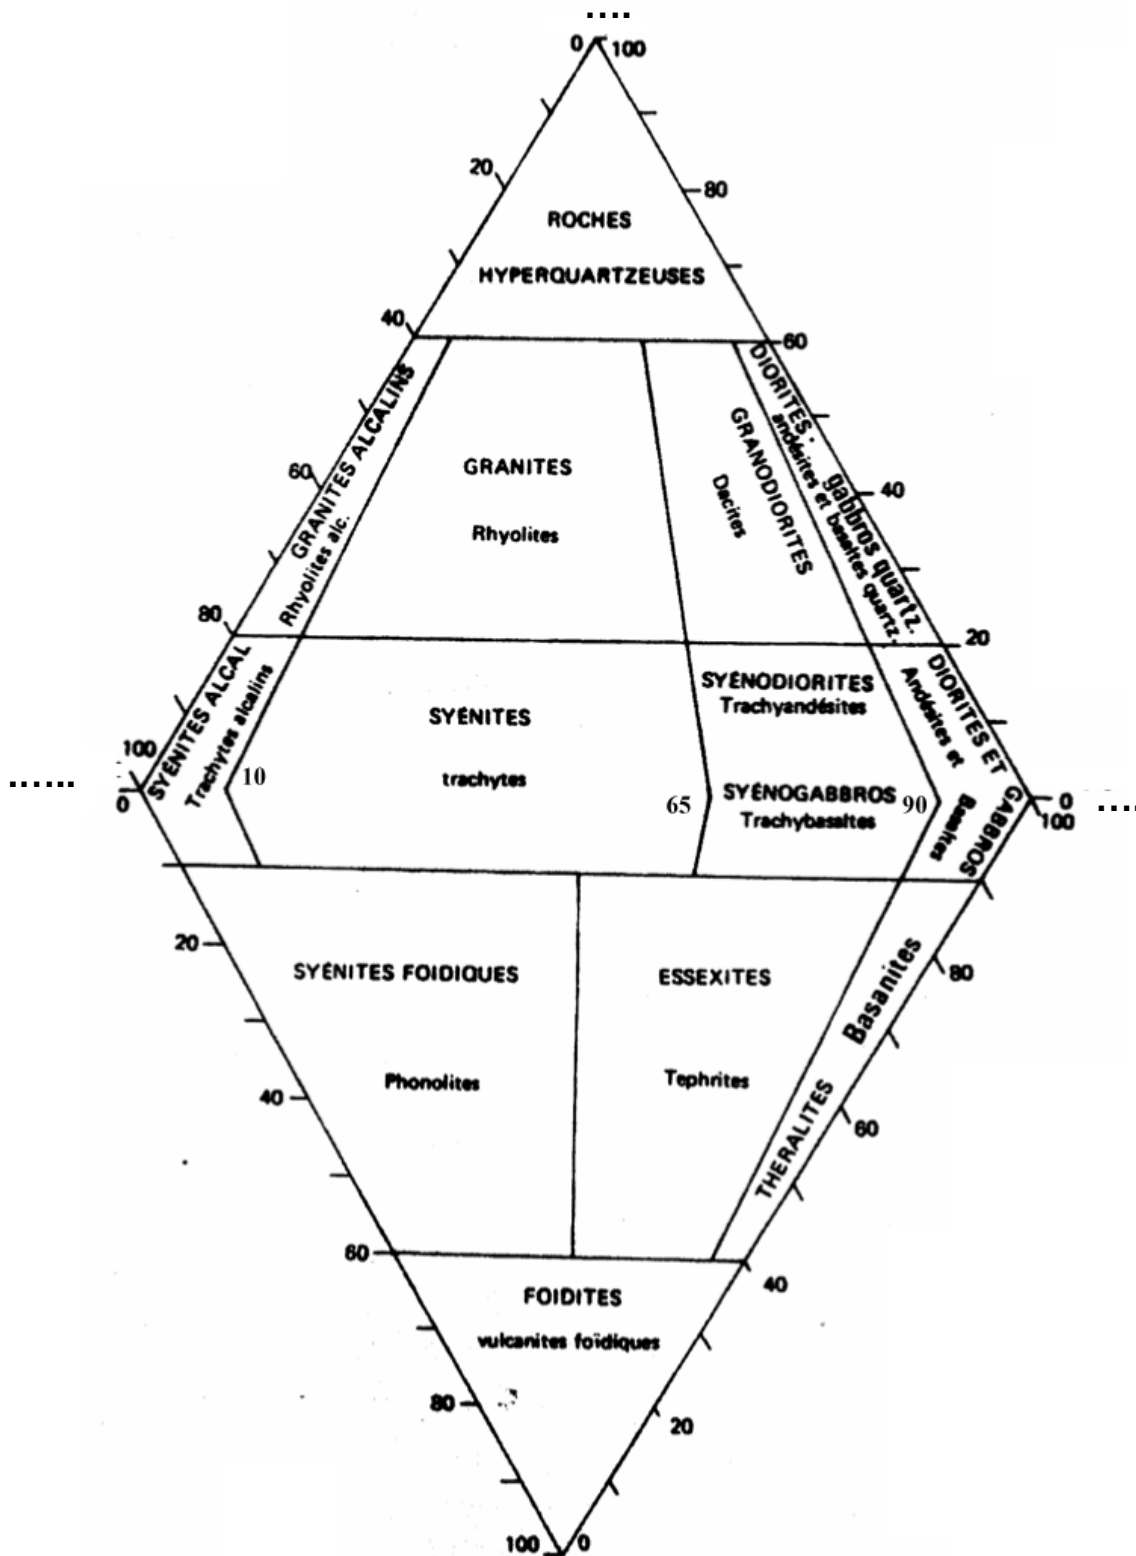 ....
0 100
20
80
ROCHES
HYPERQUARTZEUSES
40
60
GRANITES ALCALINS
Rhyolites alc.
GRANITES
Rhyolites
GRANODIORITES
Dacites
DIORITES - gabbros quartz.
andésites et basaltes quartz.
60
40
80
20
SYÉNITES ALCAL
Trachytes alcalins
SYÉNITES
trachytes
SYÉNODIORITES
Trachyandésites
SYÉNOGABBROS
Trachybasaltes
DIORITES ET GABBROS
Andésites et Basaltes
100
......
0
10
65
90
0
....
100
20
SYÉNITES FOIDIQUES
Phonolites
ESSEXITES
Tephrites
THERALITES Basanites
80
40
60
60
40
FOIDITES
vulcanites foïdiques
80
20
100 0